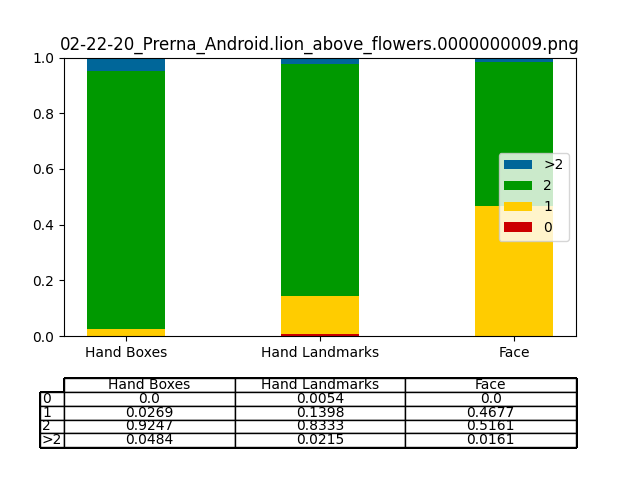 02-22-20_Prerna_Android.lion_above_flowers.0000000009.png
1.0
0.8
0.6
0.4
0.2
0.0
>2
2
1
0
Hand Boxes Hand Landmarks Face
Hand Boxes Hand Landmarks Face
0 0.0 0.0054 0.0
1 0.0269 0.1398 0.4677
2 0.9247 0.8333 0.5161
>2 0.0484 0.0215 0.0161